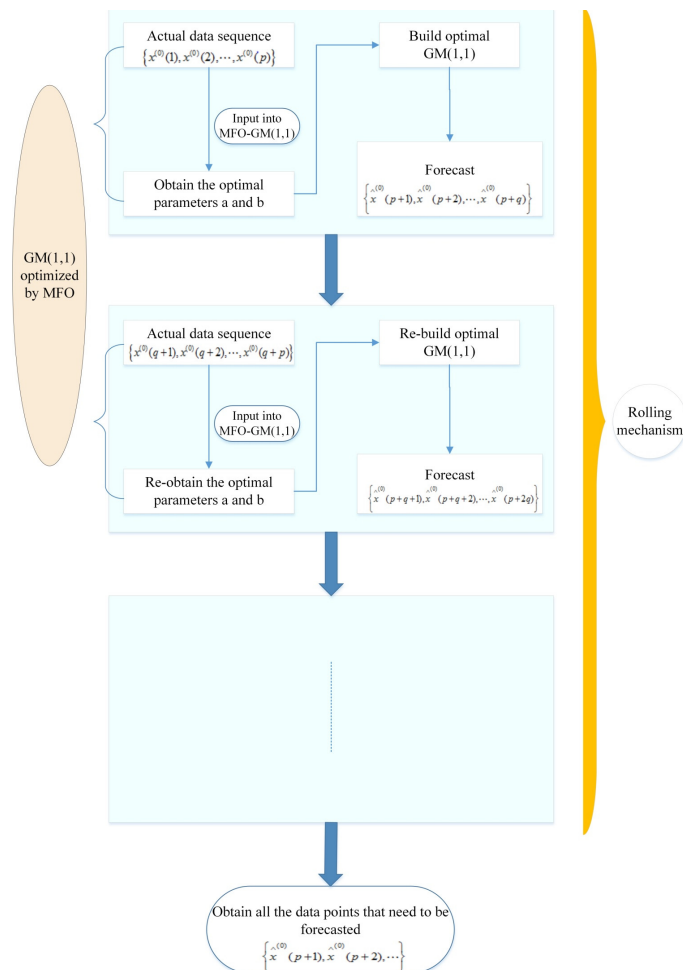 Actual data sequence
{x^(0)(1), x^(0)(2), ⋯, x^(0)(p)}
Input into
MFO-GM(1,1)
Obtain the optimal
parameters a and b
Build optimal
GM(1,1)
Forecast
{x̂^(0)(p+1), x̂^(0)(p+2), ⋯, x̂^(0)(p+q)}
GM(1,1)
optimized
by MFO
Actual data sequence
{x^(0)(q+1), x^(0)(q+2), ⋯, x^(0)(q+p)}
Input into
MFO-GM(1,1)
Re-obtain the optimal
parameters a and b
Re-build optimal
GM(1,1)
Forecast
{x̂^(0)(p+q+1), x̂^(0)(p+q+2), ⋯, x̂^(0)(p+2q)}
Rolling
mechanism
Obtain all the data points that need to be
forecasted
{x̂^(0)(p+1), x̂^(0)(p+2), ⋯}